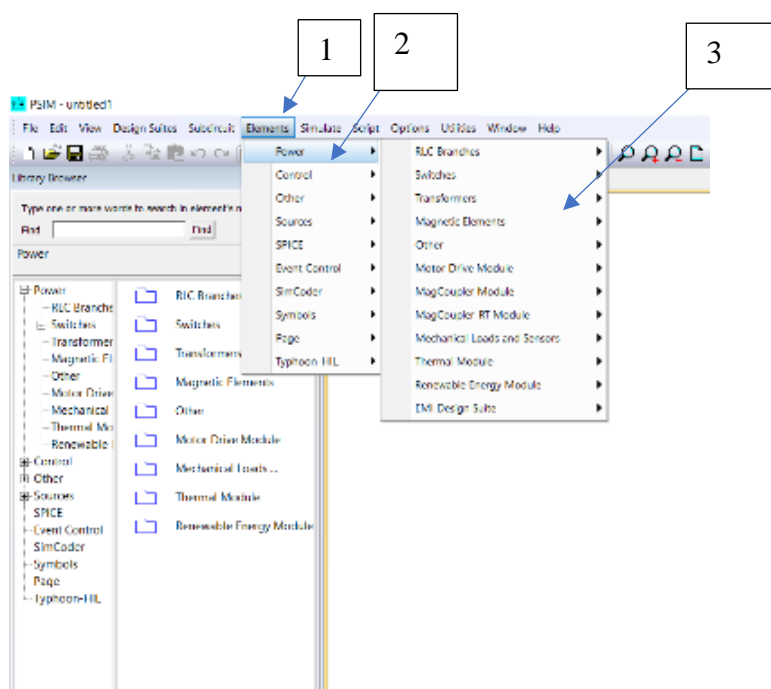 1
2
3
PSIM - untitled1
File Edit View Design Suites Subcircuit Elements Simulate Script Options Utilities Window Help
Library Browser
Type one or more words to search in element's n
Find
Find
Power
Power
RLC Branche
Switches
Transformer
Magnetic El
Other
Motor Drive
Mechanical
Thermal Mo
Renewable
Control
Other
Sources
SPICE
Event Control
SimCoder
Symbols
Page
Typhoon-HIL
RLC Branches
Switches
Transformers
Magnetic Elements
Other
Motor Drive Module
Mechanical Loads ...
Thermal Module
Renewable Energy Module
Power
Control
Other
Sources
SPICE
Event Control
SimCoder
Symbols
Page
Typhoon-HIL
RLC Branches
Switches
Transformers
Magnetic Elements
Other
Motor Drive Module
MagCoupler Module
MagCoupler-RT Module
Mechanical Loads and Sensors
Thermal Module
Renewable Energy Module
EMI Design Suite